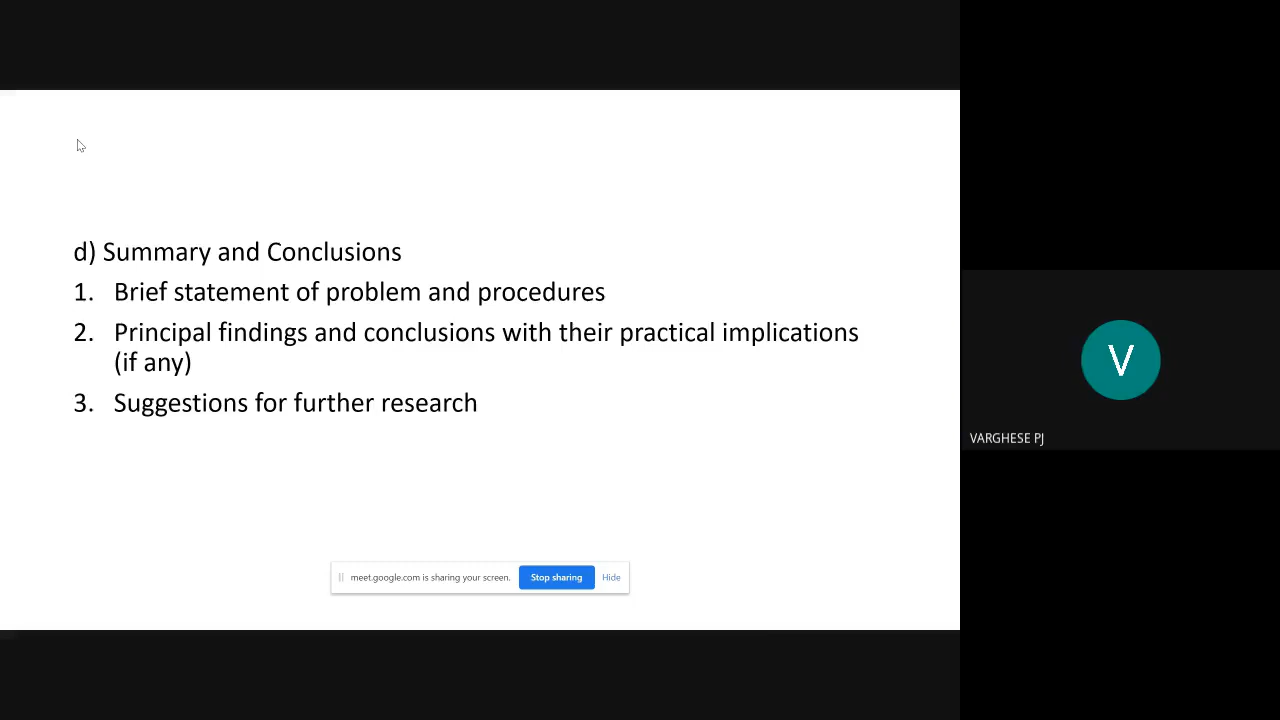 d) Summary and Conclusions
1. Brief statement of problem and procedures
2. Principal findings and conclusions with their practical implications
(if any)
3. Suggestions for further research
meet.google.com is sharing your screen. Stop sharing Hide
V
VARGHESE PJ